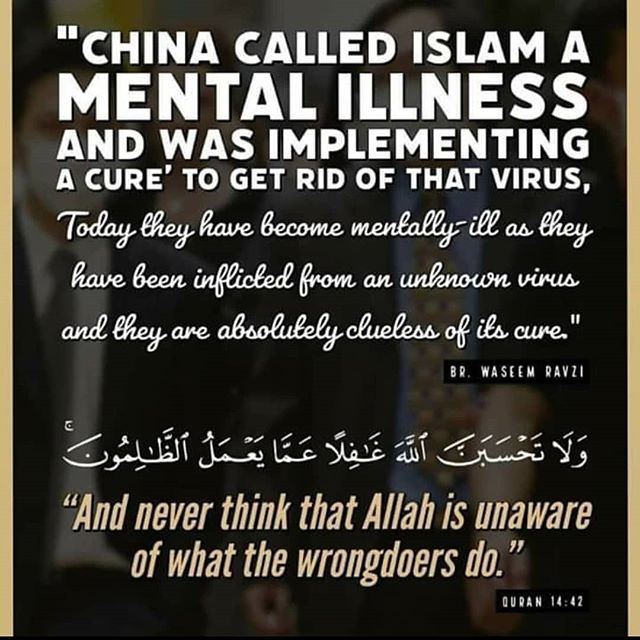 "CHINA CALLED ISLAM A
MENTAL ILLNESS
AND WAS IMPLEMENTING
A CURE' TO GET RID OF THAT VIRUS,
Today they have become mentally-ill as they
have been inflicted from an unknown virus
and they are absolutely clueless of its cure."
BR. WASEEM RAVZI
وَلَا تَحْسَبَنَّ ٱللَّهَ غَـٰفِلًا عَمَّا يَعْمَلُ ٱلظَّـٰلِمُونَ ۚ
“And never think that Allah is unaware
of what the wrongdoers do.”
QURAN 14:42